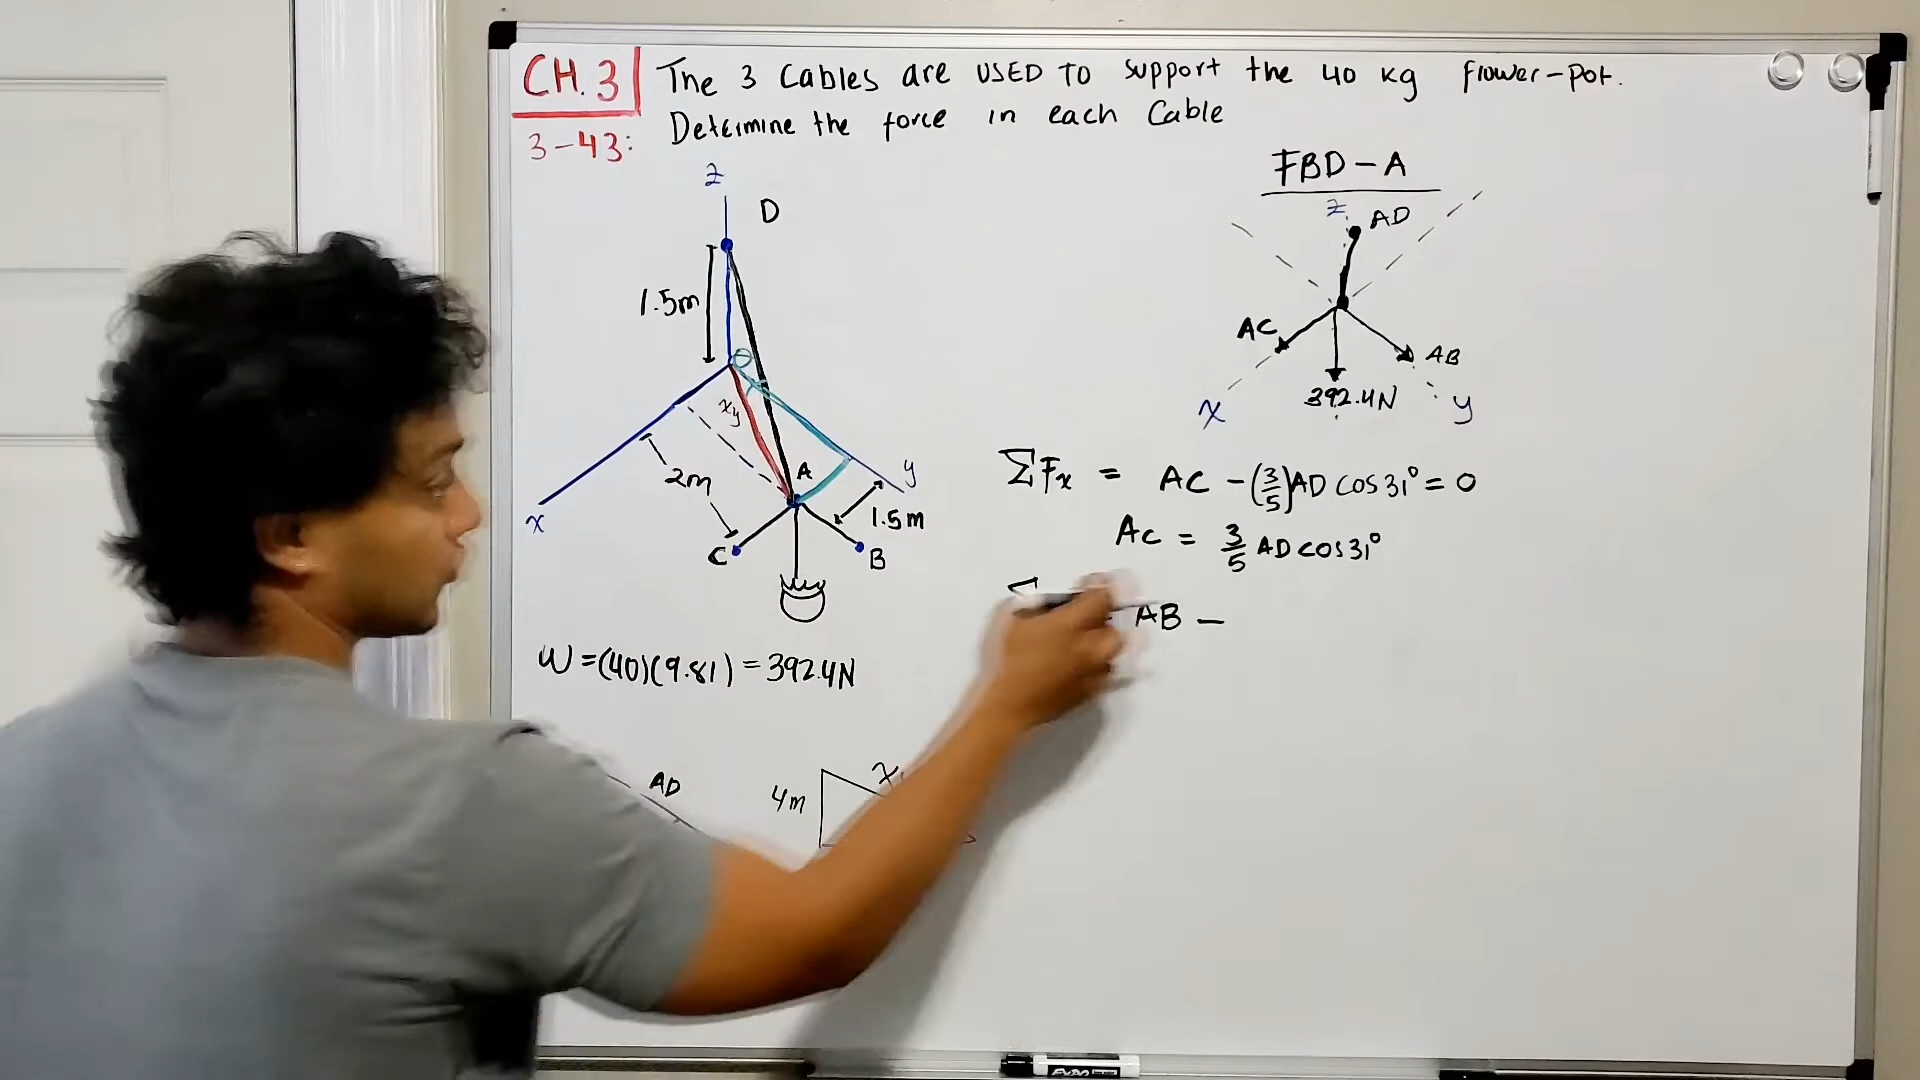 CH.3 The 3 Cables are USED TO support the 40 kg flower-pot.
3-43: Determine the force in each Cable
FBD-A
z
D
1.5m
θ
xy
2m
A
y
x
1.5m
C
B
z
AD
AC
AB
392.4N
x
y
ΣFx = AC - (3/5)AD cos31° = 0
AC = 3/5 AD cos31°
AB -
W = (40)(9.81) = 392.4N
AD
4m